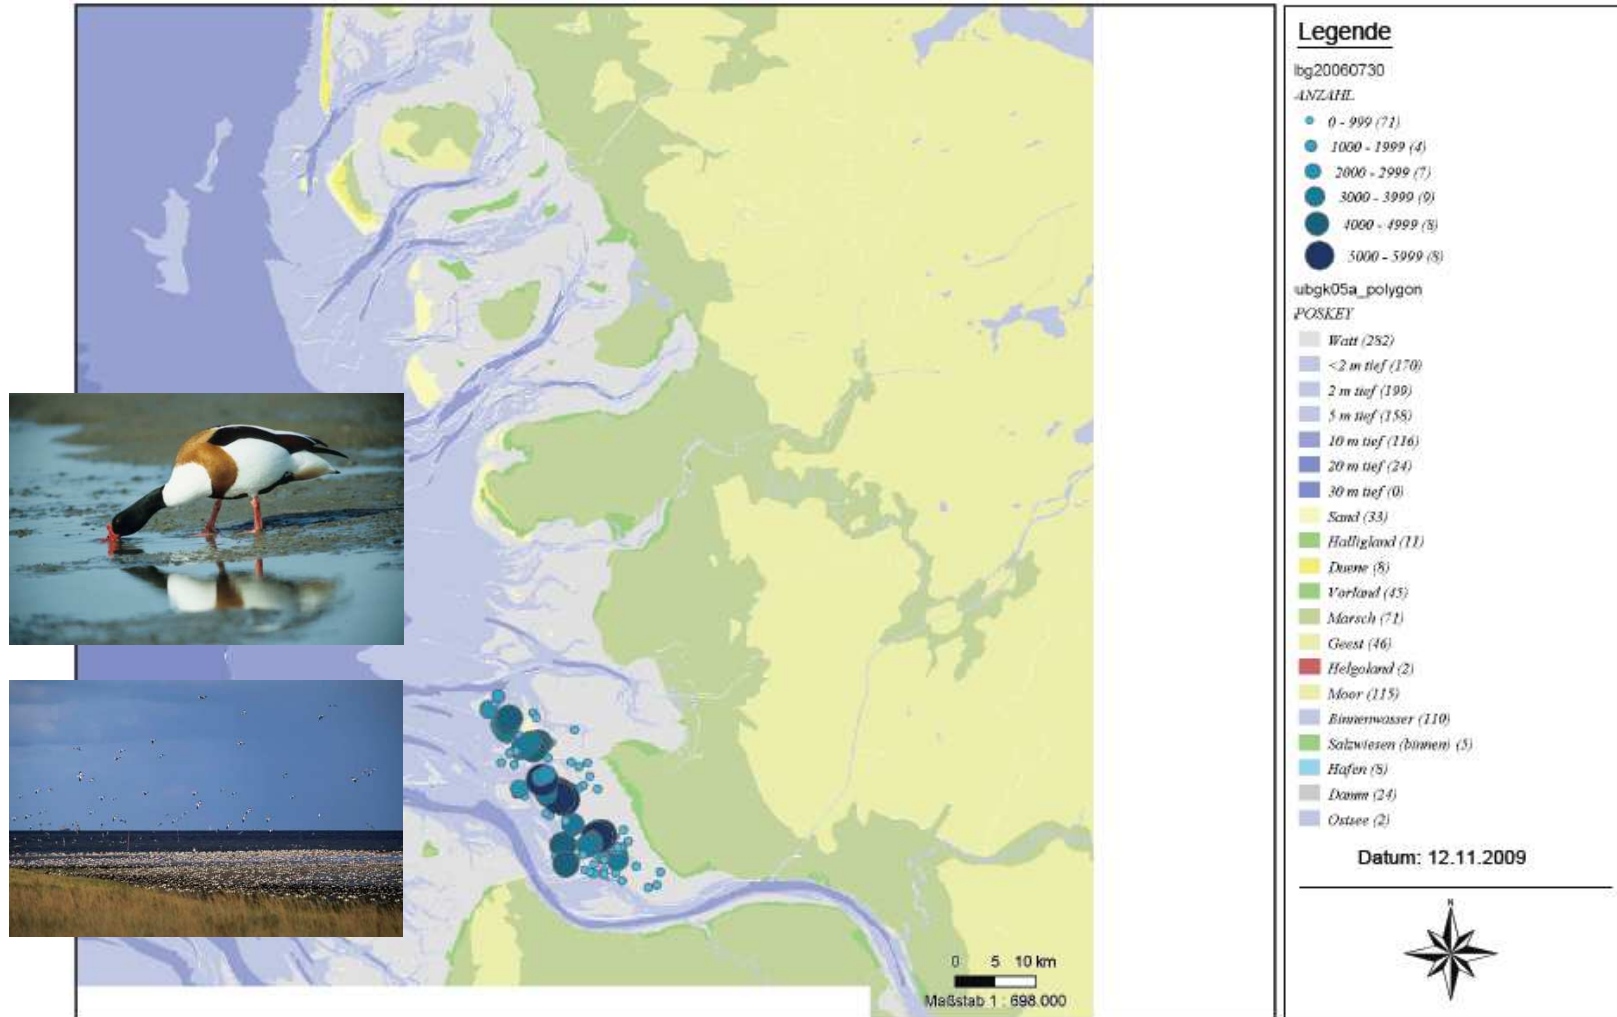 Legende
lbg20060730
ANZAHL
0 - 999 (71)
1000 - 1999 (4)
2000 - 2999 (7)
3000 - 3999 (9)
4000 - 4999 (8)
5000 - 5999 (8)
ubgk05a_polygon
POSKEY
Watt (282)
<2 m tief (170)
2 m tief (199)
5 m tief (158)
10 m tief (116)
20 m tief (24)
30 m tief (0)
Sand (33)
Halligland (11)
Duene (8)
Vorland (45)
Marsch (71)
Geest (46)
Helgoland (2)
Moor (115)
Binnenwasser (110)
Salzwiesen (binnen) (5)
Hafen (8)
Damm (24)
Ostsee (2)
Datum: 12.11.2009
N
0 5 10 km
Maßstab 1 : 698.000